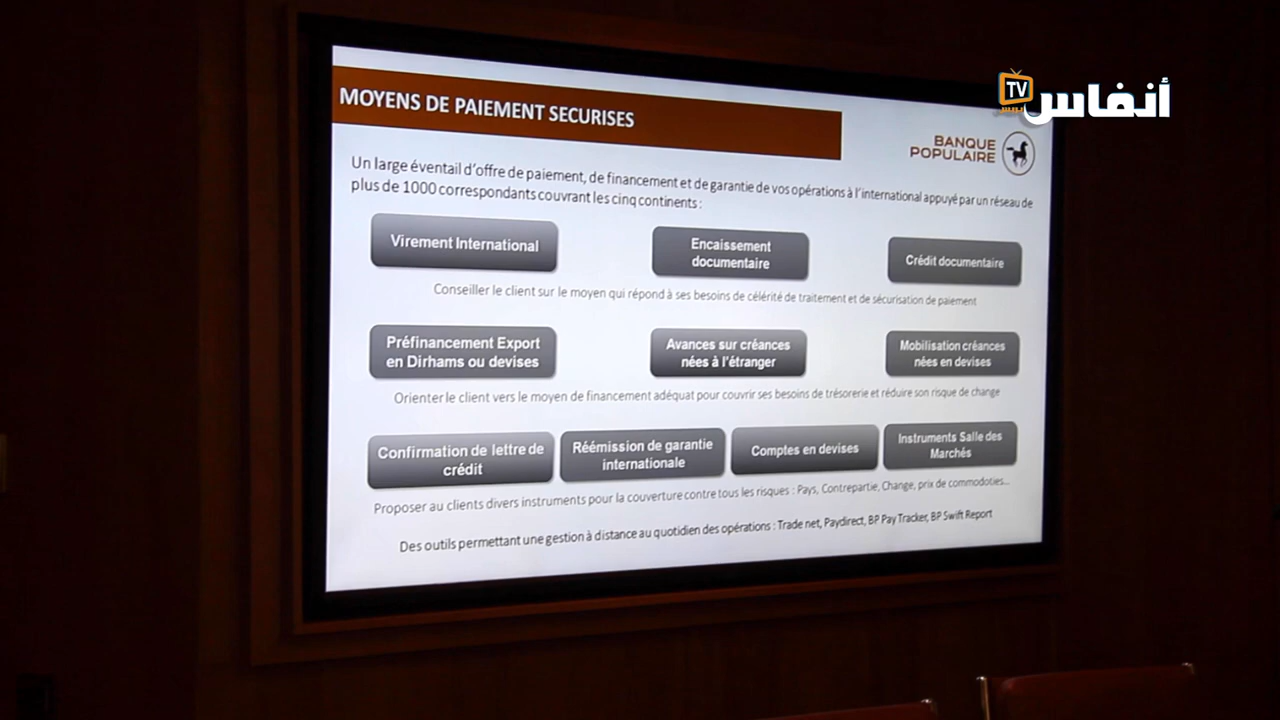 TV
أنفاس
بريس
MOYENS DE PAIEMENT SECURISES
BANQUE
POPULAIRE
Un large éventail d'offre de paiement, de financement et de garantie de vos opérations à l'international appuyé par un réseau de
plus de 1000 correspondants couvrant les cinq continents :
Virement International
Encaissement
documentaire
Crédit documentaire
Conseiller le client sur le moyen qui répond à ses besoins de célérité de traitement et de sécurisation de paiement
Préfinancement Export
en Dirhams ou devises
Avances sur créances
nées à l'étranger
Mobilisation créances
nées en devises
Orienter le client vers le moyen de financement adéquat pour couvrir ses besoins de trésorerie et réduire son risque de change
Confirmation de lettre de
crédit
Réémission de garantie
internationale
Comptes en devises
Instruments Salle des
Marchés
Proposer au clients divers instruments pour la couverture contre tous les risques : Pays, Contrepartie, Change, prix de commodoties...
Des outils permettant une gestion à distance au quotidien des opérations : Trade net, Paydirect, BP Pay Tracker, BP Swift Report